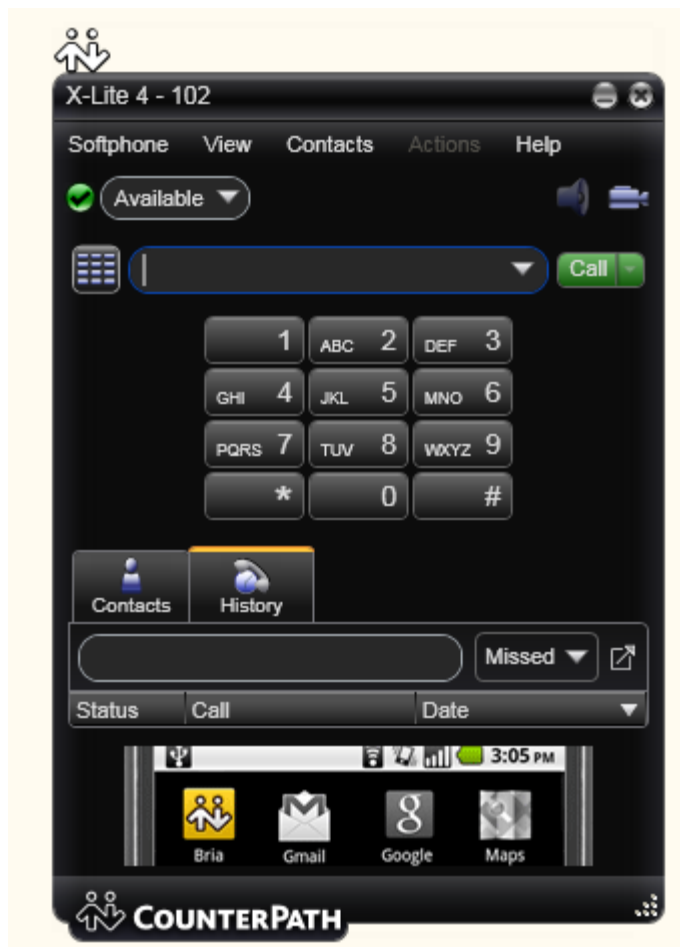 X-Lite 4 - 102
Softphone View Contacts Actions Help
Available
Call
1 ABC 2 DEF 3
GHI 4 JKL 5 MNO 6
PQRS 7 TUV 8 WXYZ 9
* 0 #
Contacts History
Missed
Status Call Date
3:05 PM
8
Bria Gmail Google Maps
COUNTERPATH